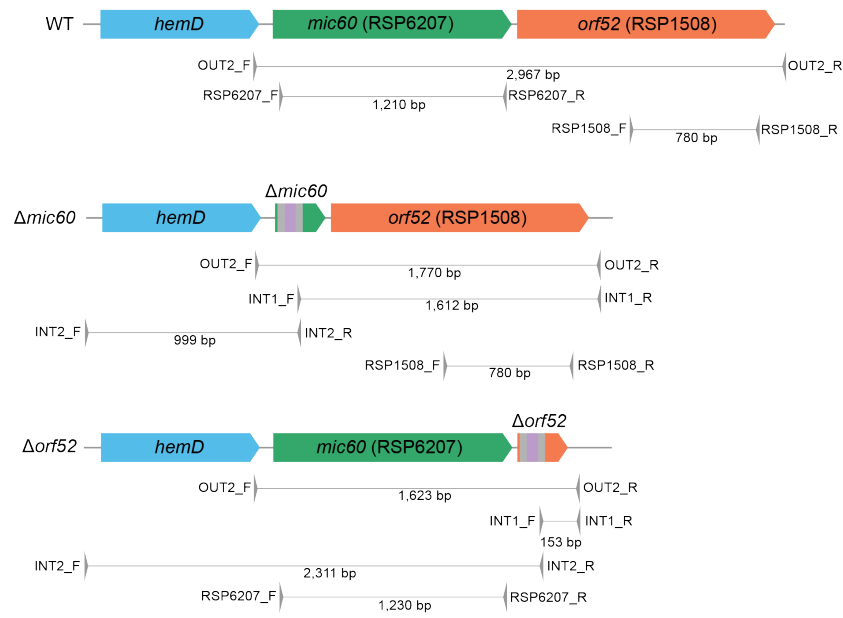 WT hemD mic60 (RSP6207) orf52 (RSP1508)
OUT2_F 2,967 bp OUT2_R
RSP6207_F 1,210 bp RSP6207_R
RSP1508_F 780 bp RSP1508_R
Δmic60
Δmic60 hemD orf52 (RSP1508)
OUT2_F 1,770 bp OUT2_R
INT1_F 1,612 bp INT1_R
INT2_F 999 bp INT2_R
RSP1508_F 780 bp RSP1508_R
Δorf52
Δorf52 hemD mic60 (RSP6207)
OUT2_F 1,623 bp OUT2_R
INT1_F INT1_R
153 bp
INT2_F 2,311 bp INT2_R
RSP6207_F 1,230 bp RSP6207_R